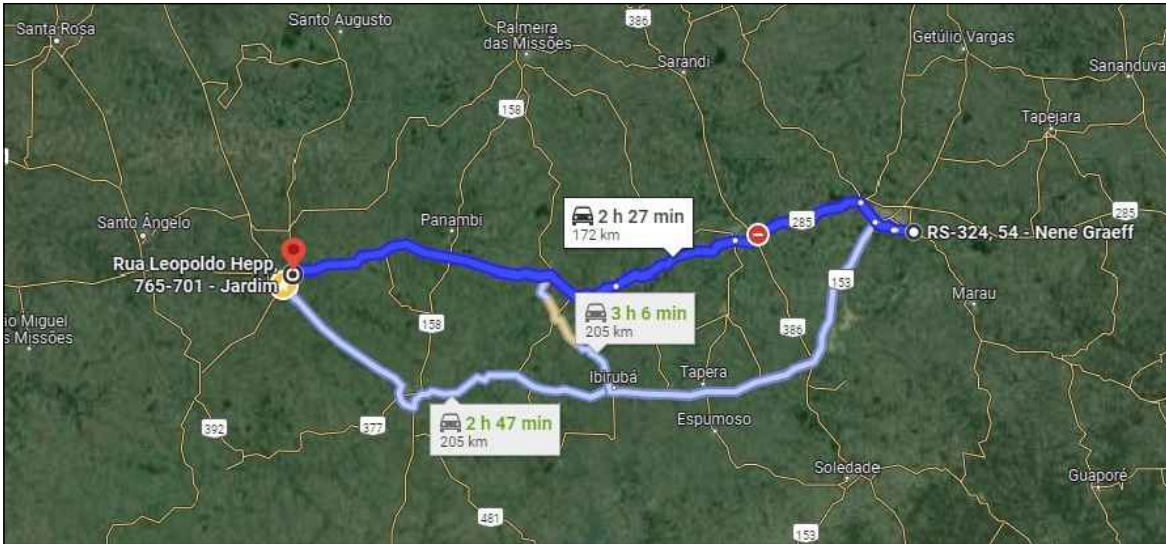 Santa Rosa
Santo Augusto
Palmeira
das Missões
386
Getúlio Vargas
Sananduva
Sarandi
158
Tapejara
Santo Ângelo
Panambi
2 h 27 min
172 km
285
285
RS-324, 54 - Nenê Graeff
Rua Leopoldo Hepp,
765-701 - Jardim
153
Marau
ão Miguel
s Missões
3 h 6 min
205 km
158
386
Ibirubá
Tapera
2 h 47 min
205 km
392
377
Espumoso
Soledade
Guaporé
481
153